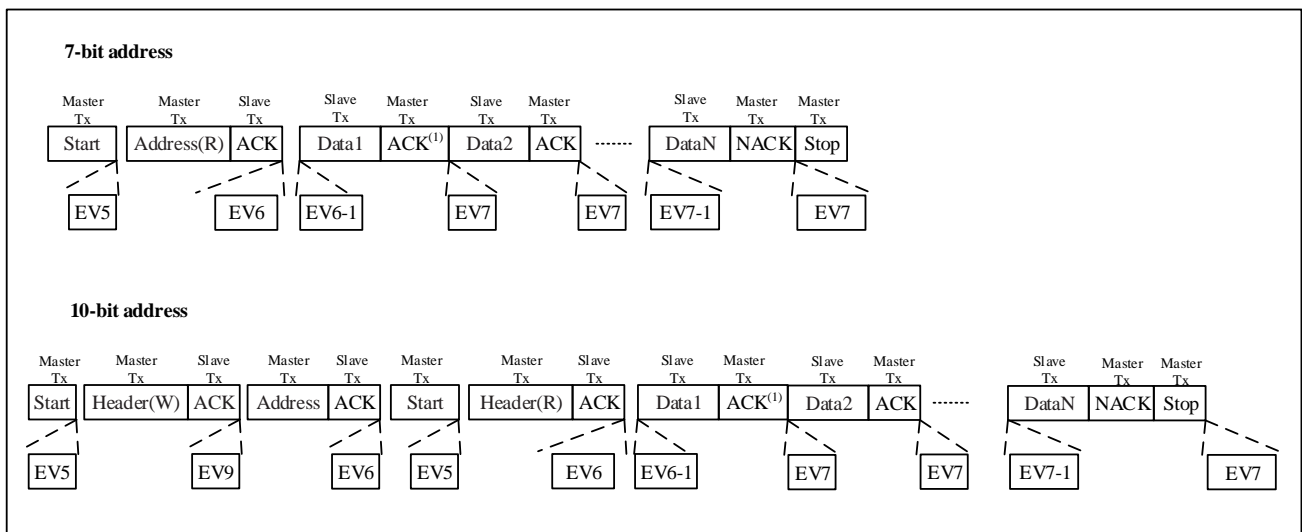 7-bit address
Master Tx Master Tx Slave Tx Slave Tx Master Tx Slave Tx Master Tx Slave Tx Master Tx Master Tx
Start Address(R) ACK Data1 ACK(1) Data2 ACK ........ DataN NACK Stop
EV5 EV6 EV6-1 EV7 EV7 EV7-1 EV7
10-bit address
Master Tx Master Tx Slave Tx Master Tx Slave Tx Master Tx Master Tx Slave Tx Slave Tx Master Tx Slave Tx Master Tx Slave Tx Master Tx Master Tx
Start Header(W) ACK Address ACK Start Header(R) ACK Data1 ACK(1) Data2 ACK ........ DataN NACK Stop
EV5 EV9 EV6 EV5 EV6 EV6-1 EV7 EV7 EV7-1 EV7